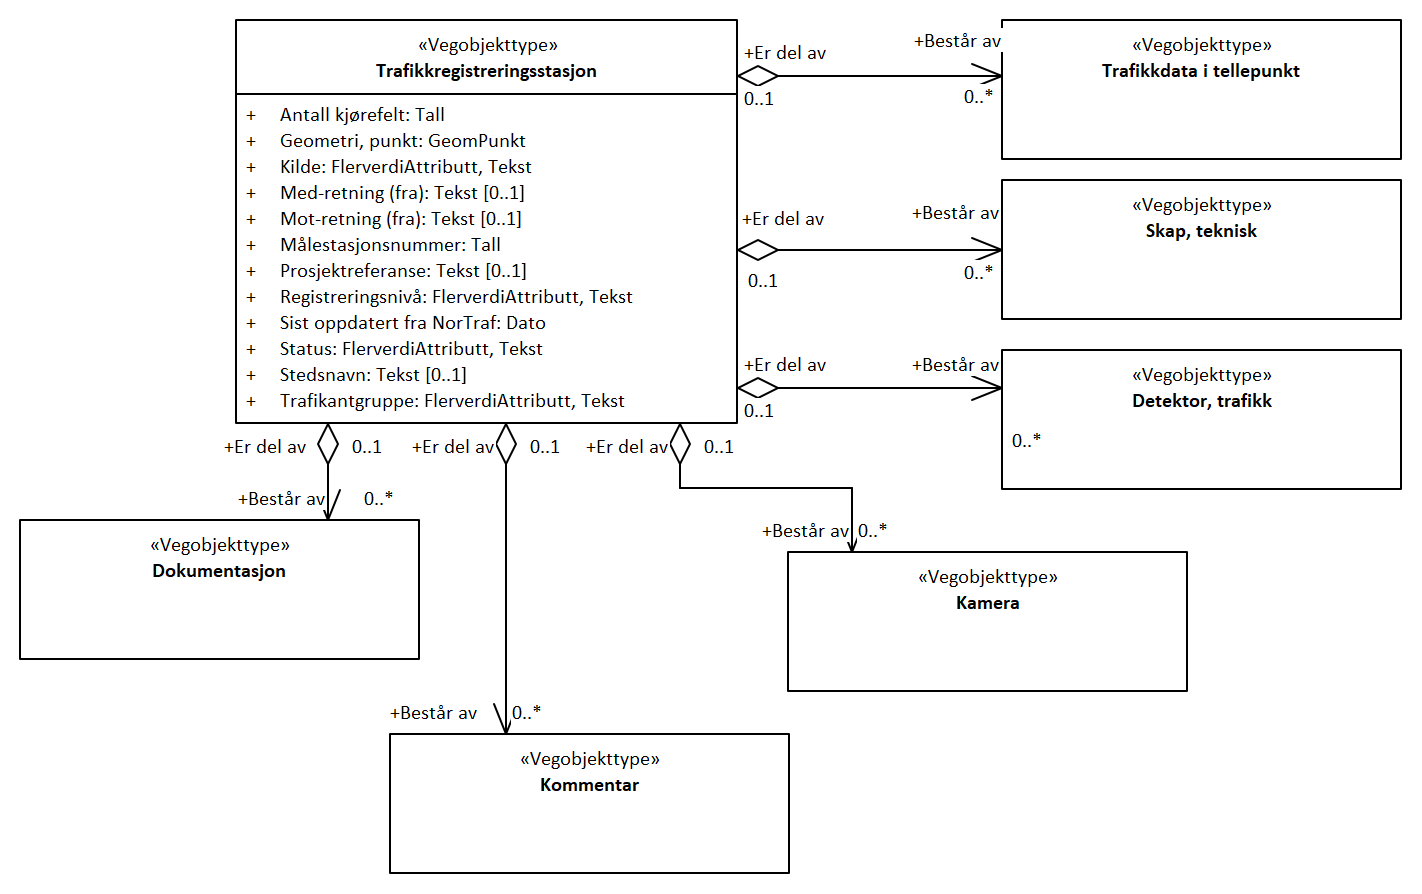 «Vegobjekttype»
Trafikkregistreringsstasjon
+ Antall kjørefelt: Tall
+ Geometri, punkt: GeomPunkt
+ Kilde: FlerverdiAttributt, Tekst
+ Med-retning (fra): Tekst [0..1]
+ Mot-retning (fra): Tekst [0..1]
+ Målestasjonsnummer: Tall
+ Prosjektreferanse: Tekst [0..1]
+ Registreringsnivå: FlerverdiAttributt, Tekst
+ Sist oppdatert fra NorTraf: Dato
+ Status: FlerverdiAttributt, Tekst
+ Stedsnavn: Tekst [0..1]
+ Trafikantgruppe: FlerverdiAttributt, Tekst
+Er del av
+Består av
0..1
0..*
«Vegobjekttype»
Trafikkdata i tellepunkt
+Er del av
+Består av
0..1
0..*
«Vegobjekttype»
Skap, teknisk
+Er del av
+Består av
0..1
0..*
«Vegobjekttype»
Detektor, trafikk
+Er del av
0..1
+Består av
0..*
«Vegobjekttype»
Dokumentasjon
+Er del av
0..1
+Består av
0..*
«Vegobjekttype»
Kommentar
+Er del av
0..1
+Består av
0..*
«Vegobjekttype»
Kamera